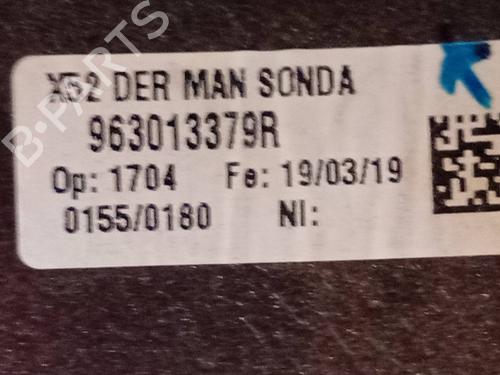 B-PARTS
X52 DER MAN SONDA
963013379R
Op: 1704 Fe: 19/03/19
0155/0180 NI: